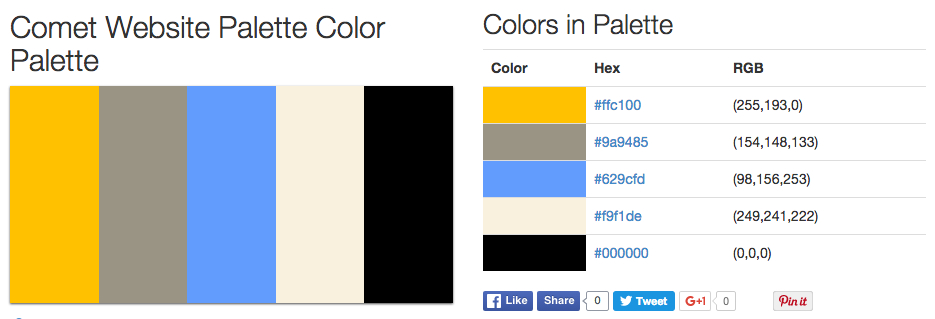 Comet Website Palette Color
Palette
Colors in Palette
Color Hex RGB
#ffc100 (255,193,0)
#9a9485 (154,148,133)
#629cfd (98,156,253)
#f9f1de (249,241,222)
#000000 (0,0,0)
f Like Share 0 Tweet G+1 0 Pin it